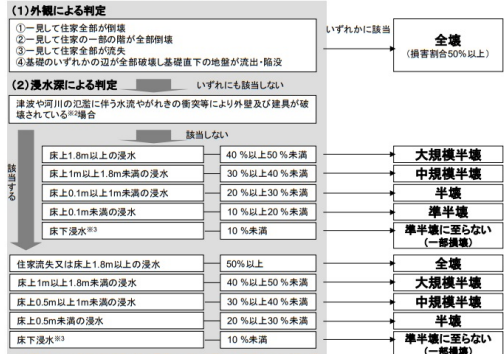 (1)外観による判定
①一見して住家全部が倒壊
②一見して住家の一部の階が全部倒壊
③一見して住家全部が流失
④基礎のいずれかの辺が全部破壊し基礎直下の地盤が流出・陥没
いずれかに該当
全壊
(損害割合50%以上)
(2)浸水深による判定
いずれにも該当しない
津波や河川の氾濫に伴う水流やがれきの衝突等により外壁及び建具が破
壊されている※2場合
該当しない
該当する
床上1.8m以上の浸水
40 %以上50 %未満
大規模半壊
床上1m以上1.8m未満の浸水
30 %以上40 %未満
中規模半壊
床上0.1m以上1m未満の浸水
20 %以上30 %未満
半壊
床上0.1m未満の浸水
10 %以上20 %未満
準半壊
床下浸水※3
10 %未満
準半壊に至らない
(一部損壊)
住家流失又は床上1.8m以上の浸水
50%以上
全壊
床上1m以上1.8m未満の浸水
40 %以上50 %未満
大規模半壊
床上0.5m以上1m未満の浸水
30 %以上40 %未満
中規模半壊
床上0.5m未満の浸水
20 %以上30 %未満
半壊
床下浸水※3
10 %未満
準半壊に至らない
(一部損壊)